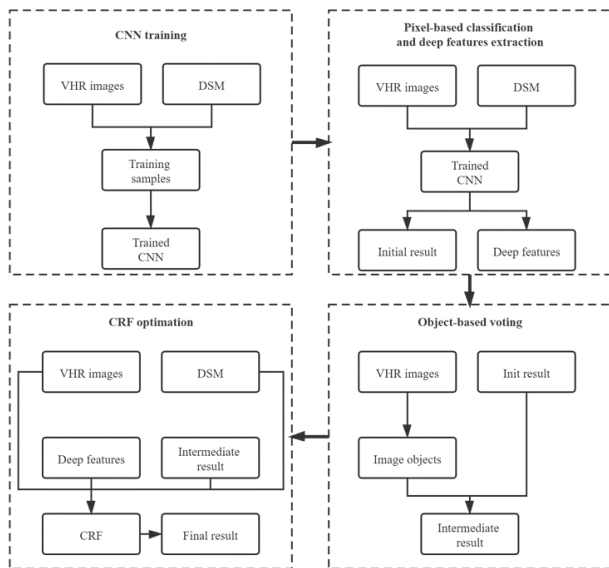 CNN training
VHR images
DSM
Training
samples
Trained
CNN
Pixel-based classification
and deep features extraction
VHR images
DSM
Trained
CNN
Initial result
Deep features
Object-based voting
VHR images
Init result
Image objects
Intermediate
result
CRF optimation
VHR images
DSM
Deep features
Intermediate
result
CRF
Final result